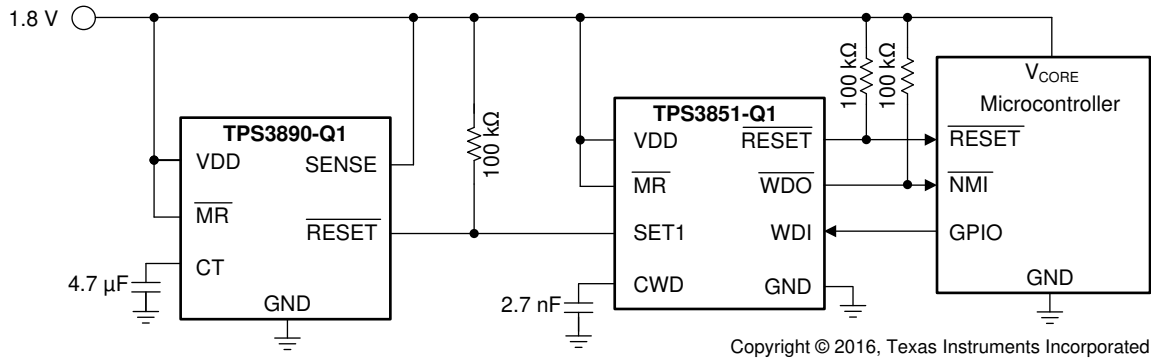 1.8 V
TPS3890-Q1
VDD
SENSE
MR
RESET
CT
GND
4.7 µF
100 kΩ
TPS3851-Q1
VDD
RESET
MR
WDO
SET1
WDI
CWD
GND
2.7 nF
100 kΩ
100 kΩ
VCORE
Microcontroller
RESET
NMI
GPIO
GND
Copyright © 2016, Texas Instruments Incorporated